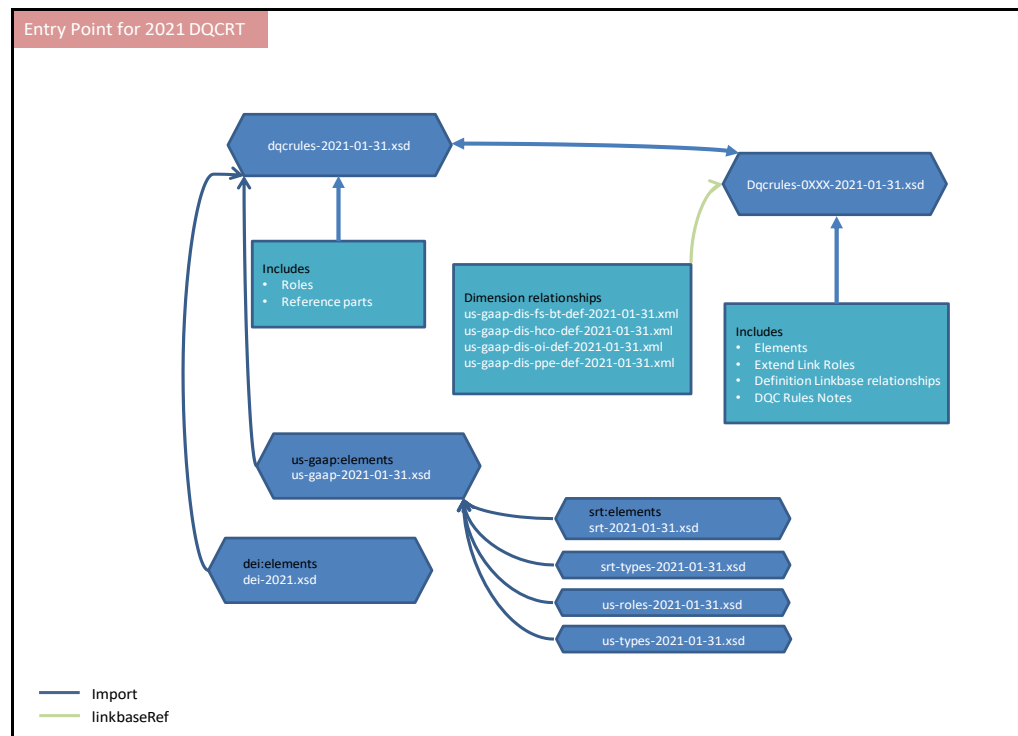 Entry Point for 2021 DQCRT
dqcrules-2021-01-31.xsd
Dqcrules-0XXX-2021-01-31.xsd
Includes
• Roles
• Reference parts
Dimension relationships
us-gaap-dis-fs-bt-def-2021-01-31.xml
us-gaap-dis-hco-def-2021-01-31.xml
us-gaap-dis-oi-def-2021-01-31.xml
us-gaap-dis-ppe-def-2021-01-31.xml
Includes
• Elements
• Extend Link Roles
• Definition Linkbase relationships
• DQC Rules Notes
us-gaap:elements
us-gaap-2021-01-31.xsd
srt:elements
srt-2021-01-31.xsd
dei:elements
dei-2021.xsd
srt-types-2021-01-31.xsd
us-roles-2021-01-31.xsd
us-types-2021-01-31.xsd
Import
linkbaseRef